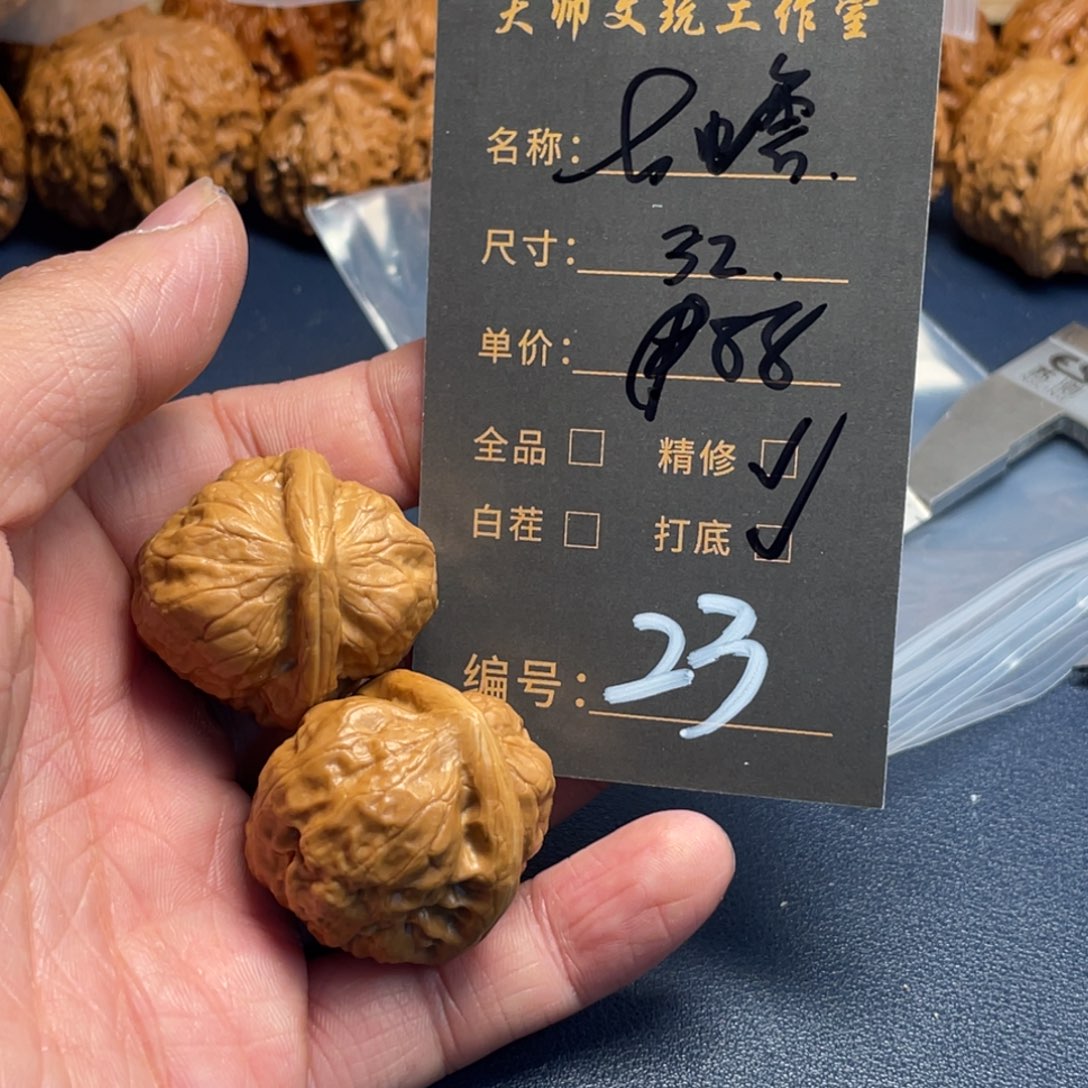 大师文玩工作室
名称：
尺寸：32.
单价：
全品 精修
白茬 打底
编号：23